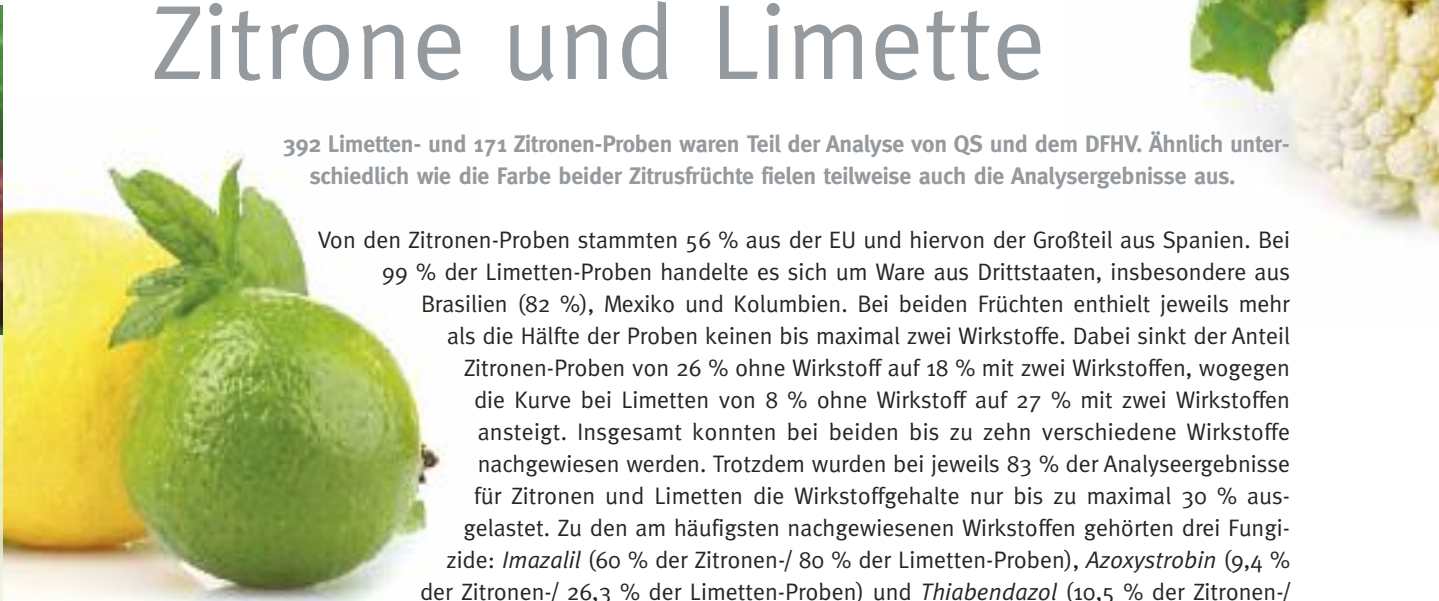 Zitrone und Limette
392 Limetten- und 171 Zitronen-Proben waren Teil der Analyse von QS und dem DFHV. Ähnlich unter-
schiedlich wie die Farbe beider Zitrusfrüchte fielen teilweise auch die Analysergebnisse aus.
Von den Zitronen-Proben stammten 56 % aus der EU und hiervon der Großteil aus Spanien. Bei
99 % der Limetten-Proben handelte es sich um Ware aus Drittstaaten, insbesondere aus
Brasilien (82 %), Mexiko und Kolumbien. Bei beiden Früchten enthielt jeweils mehr
als die Hälfte der Proben keinen bis maximal zwei Wirkstoffe. Dabei sinkt der Anteil
Zitronen-Proben von 26 % ohne Wirkstoff auf 18 % mit zwei Wirkstoffen, wogegen
die Kurve bei Limetten von 8 % ohne Wirkstoff auf 27 % mit zwei Wirkstoffen
ansteigt. Insgesamt konnten bei beiden bis zu zehn verschiedene Wirkstoffe
nachgewiesen werden. Trotzdem wurden bei jeweils 83 % der Analyseergebnisse
für Zitronen und Limetten die Wirkstoffgehalte nur bis zu maximal 30 % aus-
gelastet. Zu den am häufigsten nachgewiesenen Wirkstoffen gehörten drei Fungi-
zide: Imazalil (60 % der Zitronen-/ 80 % der Limetten-Proben), Azoxystrobin (9,4 %
der Zitronen-/ 26,3 % der Limetten-Proben) und Thiabendazol (10,5 % der Zitronen-/